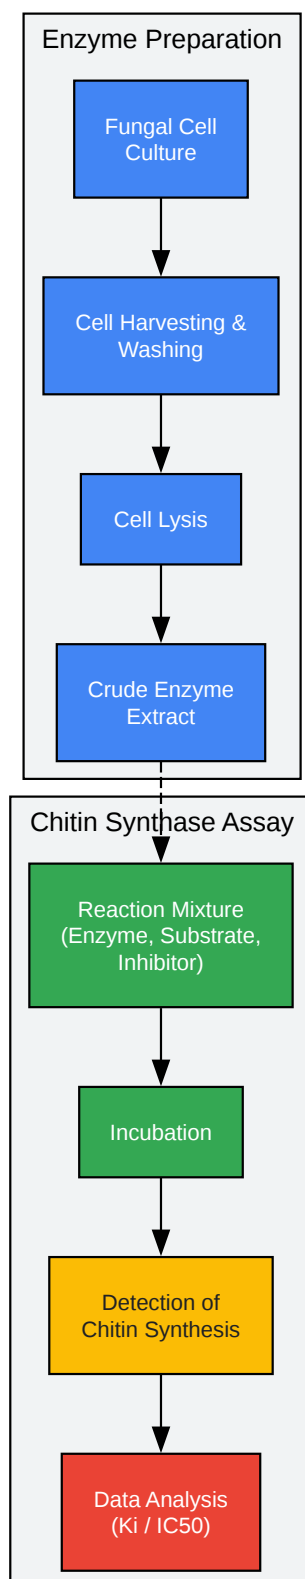 Enzyme Preparation
Fungal Cell
Culture
Cell Harvesting &
Washing
Cell Lysis
Crude Enzyme
Extract
Chitin Synthase Assay
Reaction Mixture
(Enzyme, Substrate,
Inhibitor)
Incubation
Detection of
Chitin Synthesis
Data Analysis
(Ki / IC50)